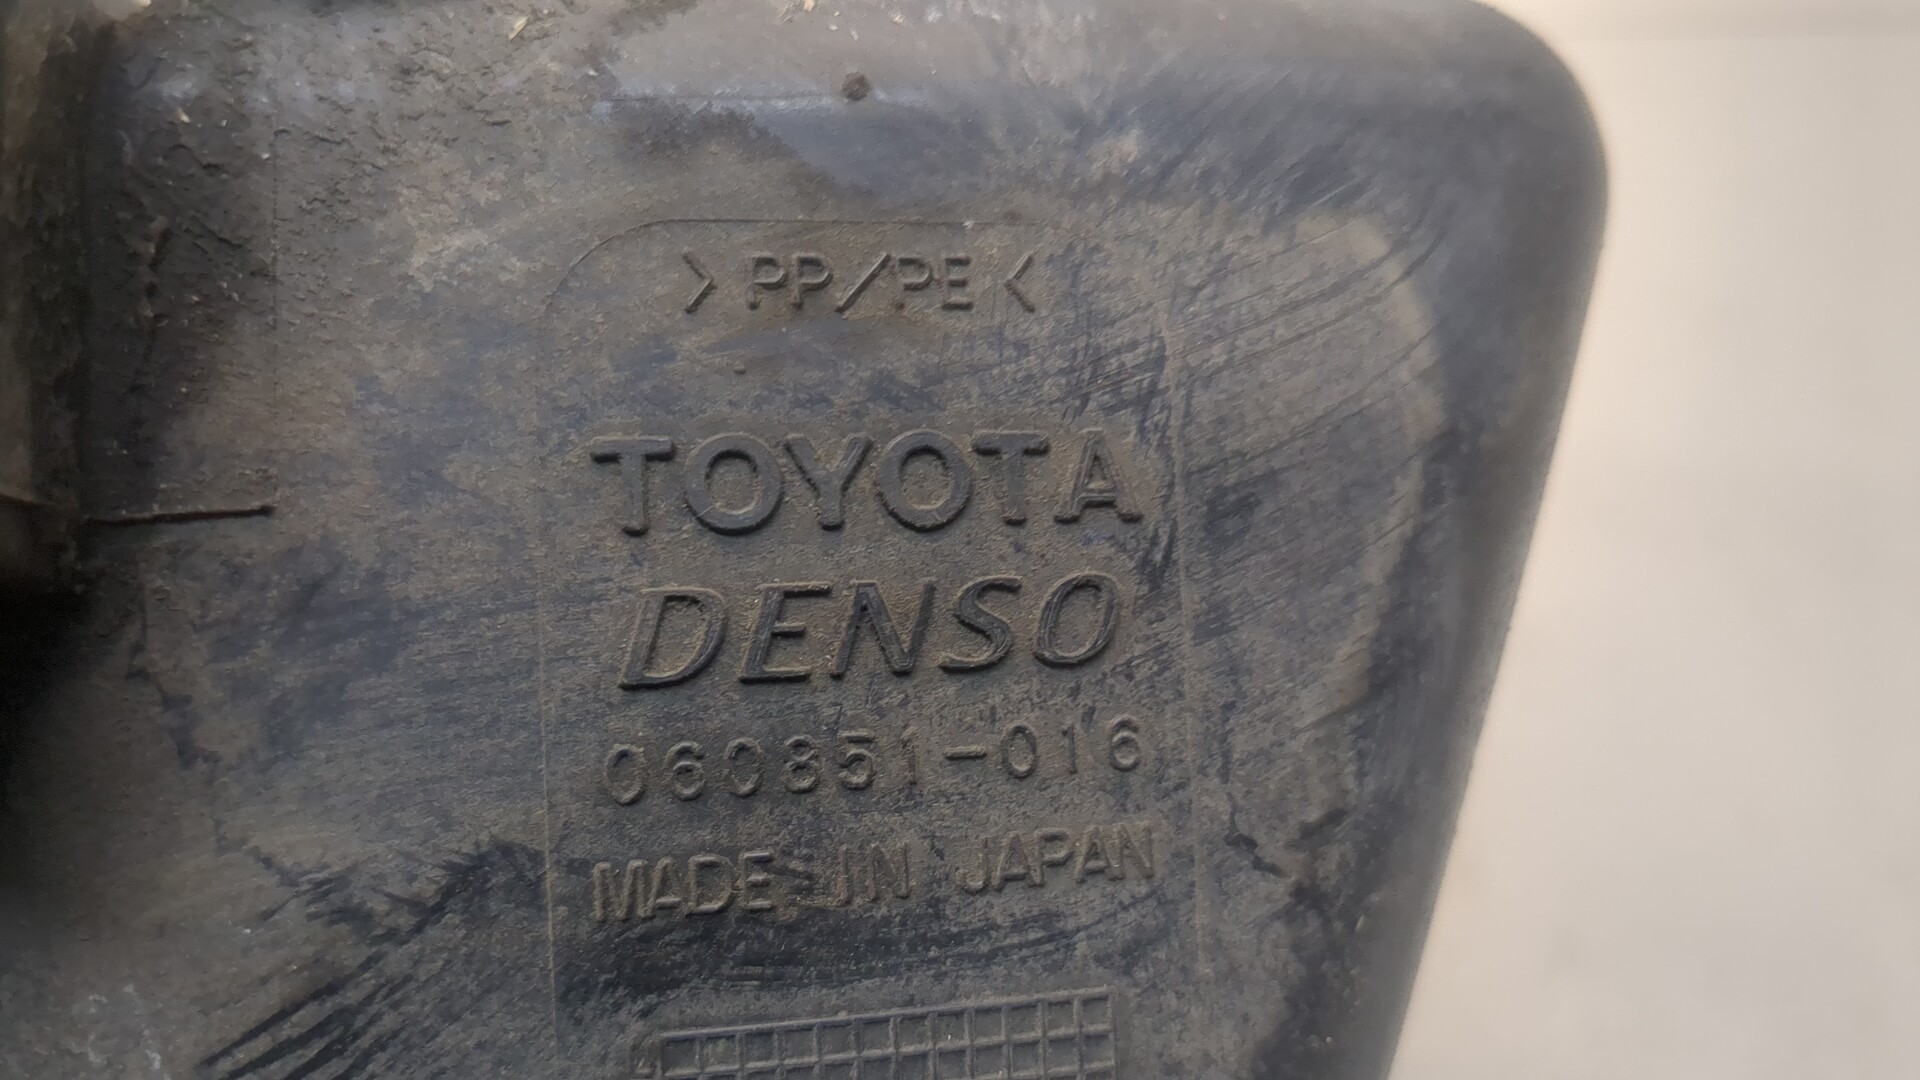 >PP/PE<
TOYOTA
DENSO
060851-016
MADE IN JAPAN